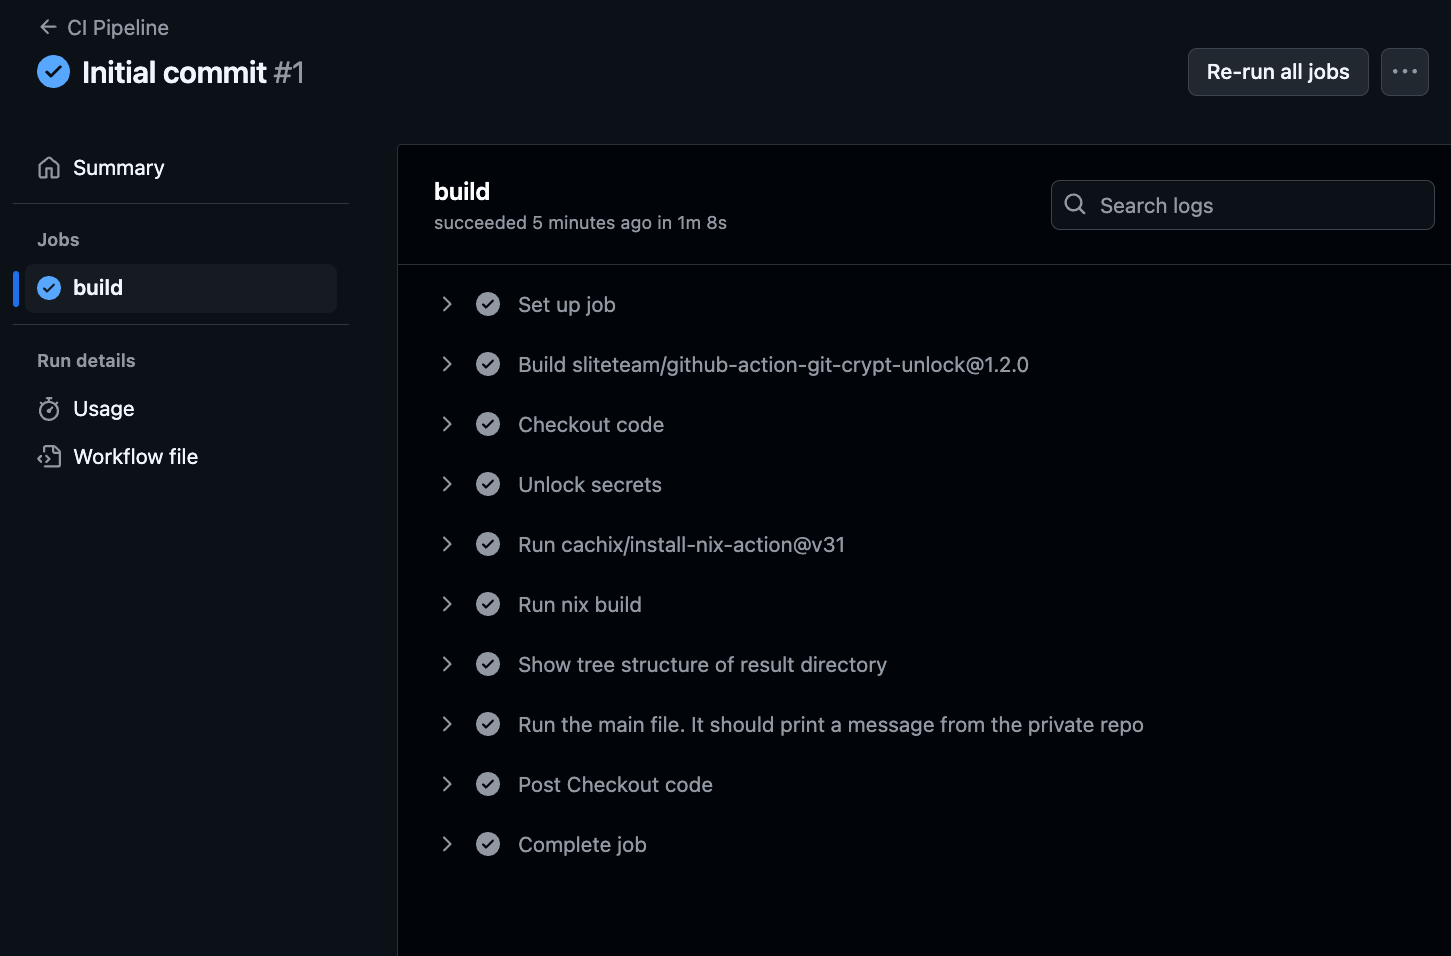 CI Pipeline
Initial commit #1
Re-run all jobs
Summary
Jobs
build
Run details
Usage
Workflow file
build
succeeded 5 minutes ago in 1m 8s
Search logs
Set up job
Build sliteteam/github-action-git-crypt-unlock@1.2.0
Checkout code
Unlock secrets
Run cachix/install-nix-action@v31
Run nix build
Show tree structure of result directory
Run the main file. It should print a message from the private repo
Post Checkout code
Complete job